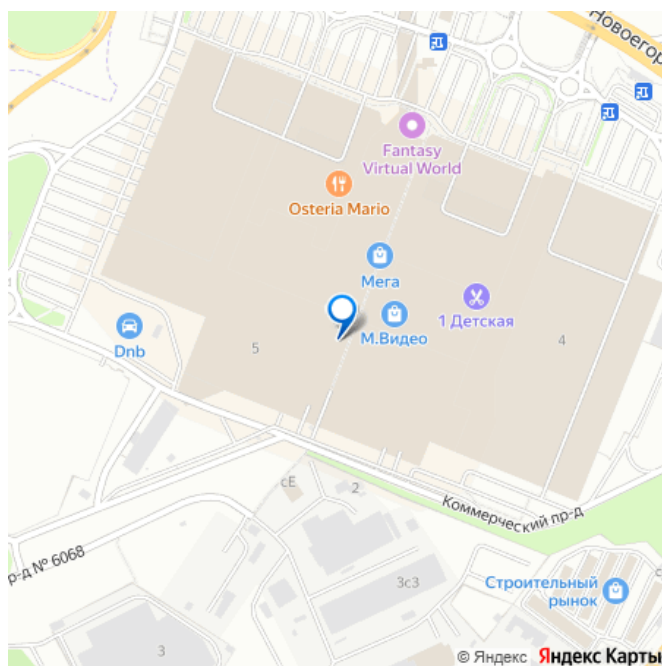 Новоегор
Fantasy
Virtual World
Osteria Mario
Мега
1 Детская
М.Видео
Dnb
5
4
сЕ
2
Коммерческий пр-д
р-д № 6068
3с3
Строительный
рынок
с
3
© Яндекс Яндекс Карты